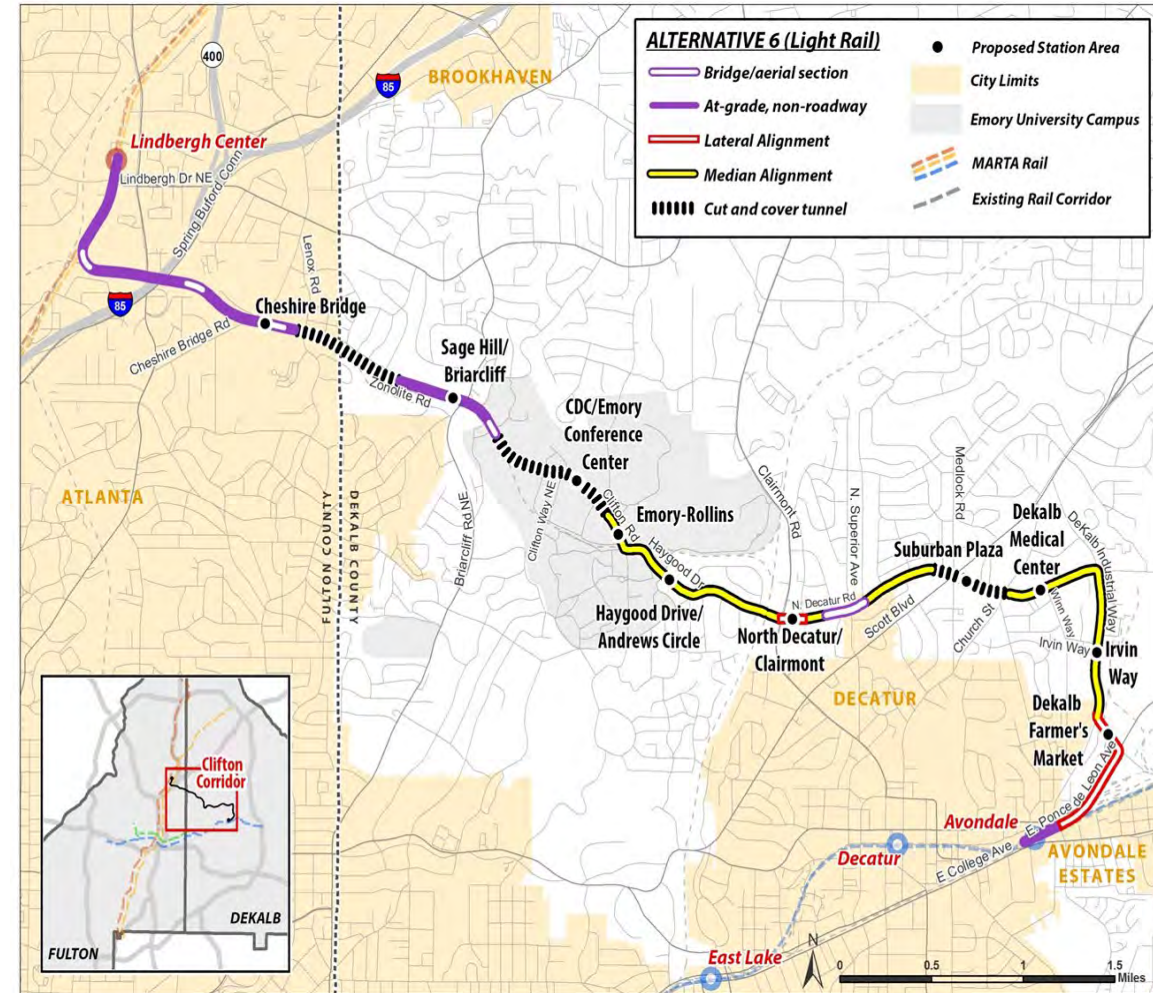 ALTERNATIVE 6 (Light Rail)
Bridge/aerial section
At-grade, non-roadway
Lateral Alignment
Median Alignment
Cut and cover tunnel
Proposed Station Area
City Limits
Emory University Campus
MARTA Rail
Existing Rail Corridor
400
85
BROOKHAVEN
Lindbergh Center
Lindbergh Dr NE
Spring Buford Conn
Lenox Rd
85
Cheshire Bridge
Cheshire Bridge Rd
Sage Hill/
Briarcliff
Zonolite Rd
CDC/Emory
Conference
Center
Clairmont Rd
ATLANTA
FULTON COUNTY
DEKALB COUNTY
Briarcliff Rd NE
Clifton Way NE
Clifton Rd
Emory-Rollins
Haygood Dr
Haygood Drive/
Andrews Circle
N. Superior Ave
Medlock Rd
Suburban Plaza
Dekalb
Medical
Center
DeKalb Industrial Way
N. Decatur Rd
Scott Blvd
Church St
Winn Way
Irvin Way
Irvin
Way
North Decatur/
Clairmont
DECATUR
Dekalb
Farmer's
Market
E. Ponce de Leon Ave
Avondale
E College Ave
AVONDALE
ESTATES
Decatur
East Lake
Clifton
Corridor
DEKALB
FULTON
N
0
0.5
1
1.5
Miles